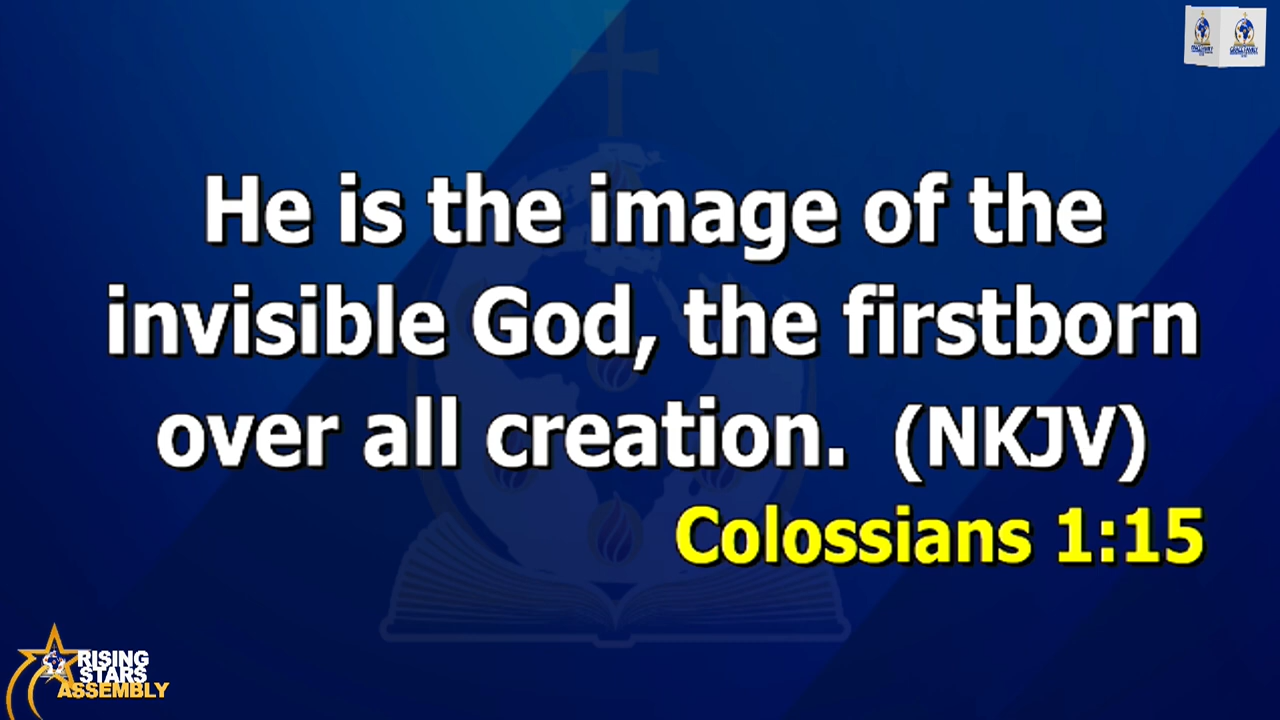 He is the image of the
invisible God, the firstborn
over all creation.  (NKJV)
Colossians 1:15
RISING
STARS
ASSEMBLY